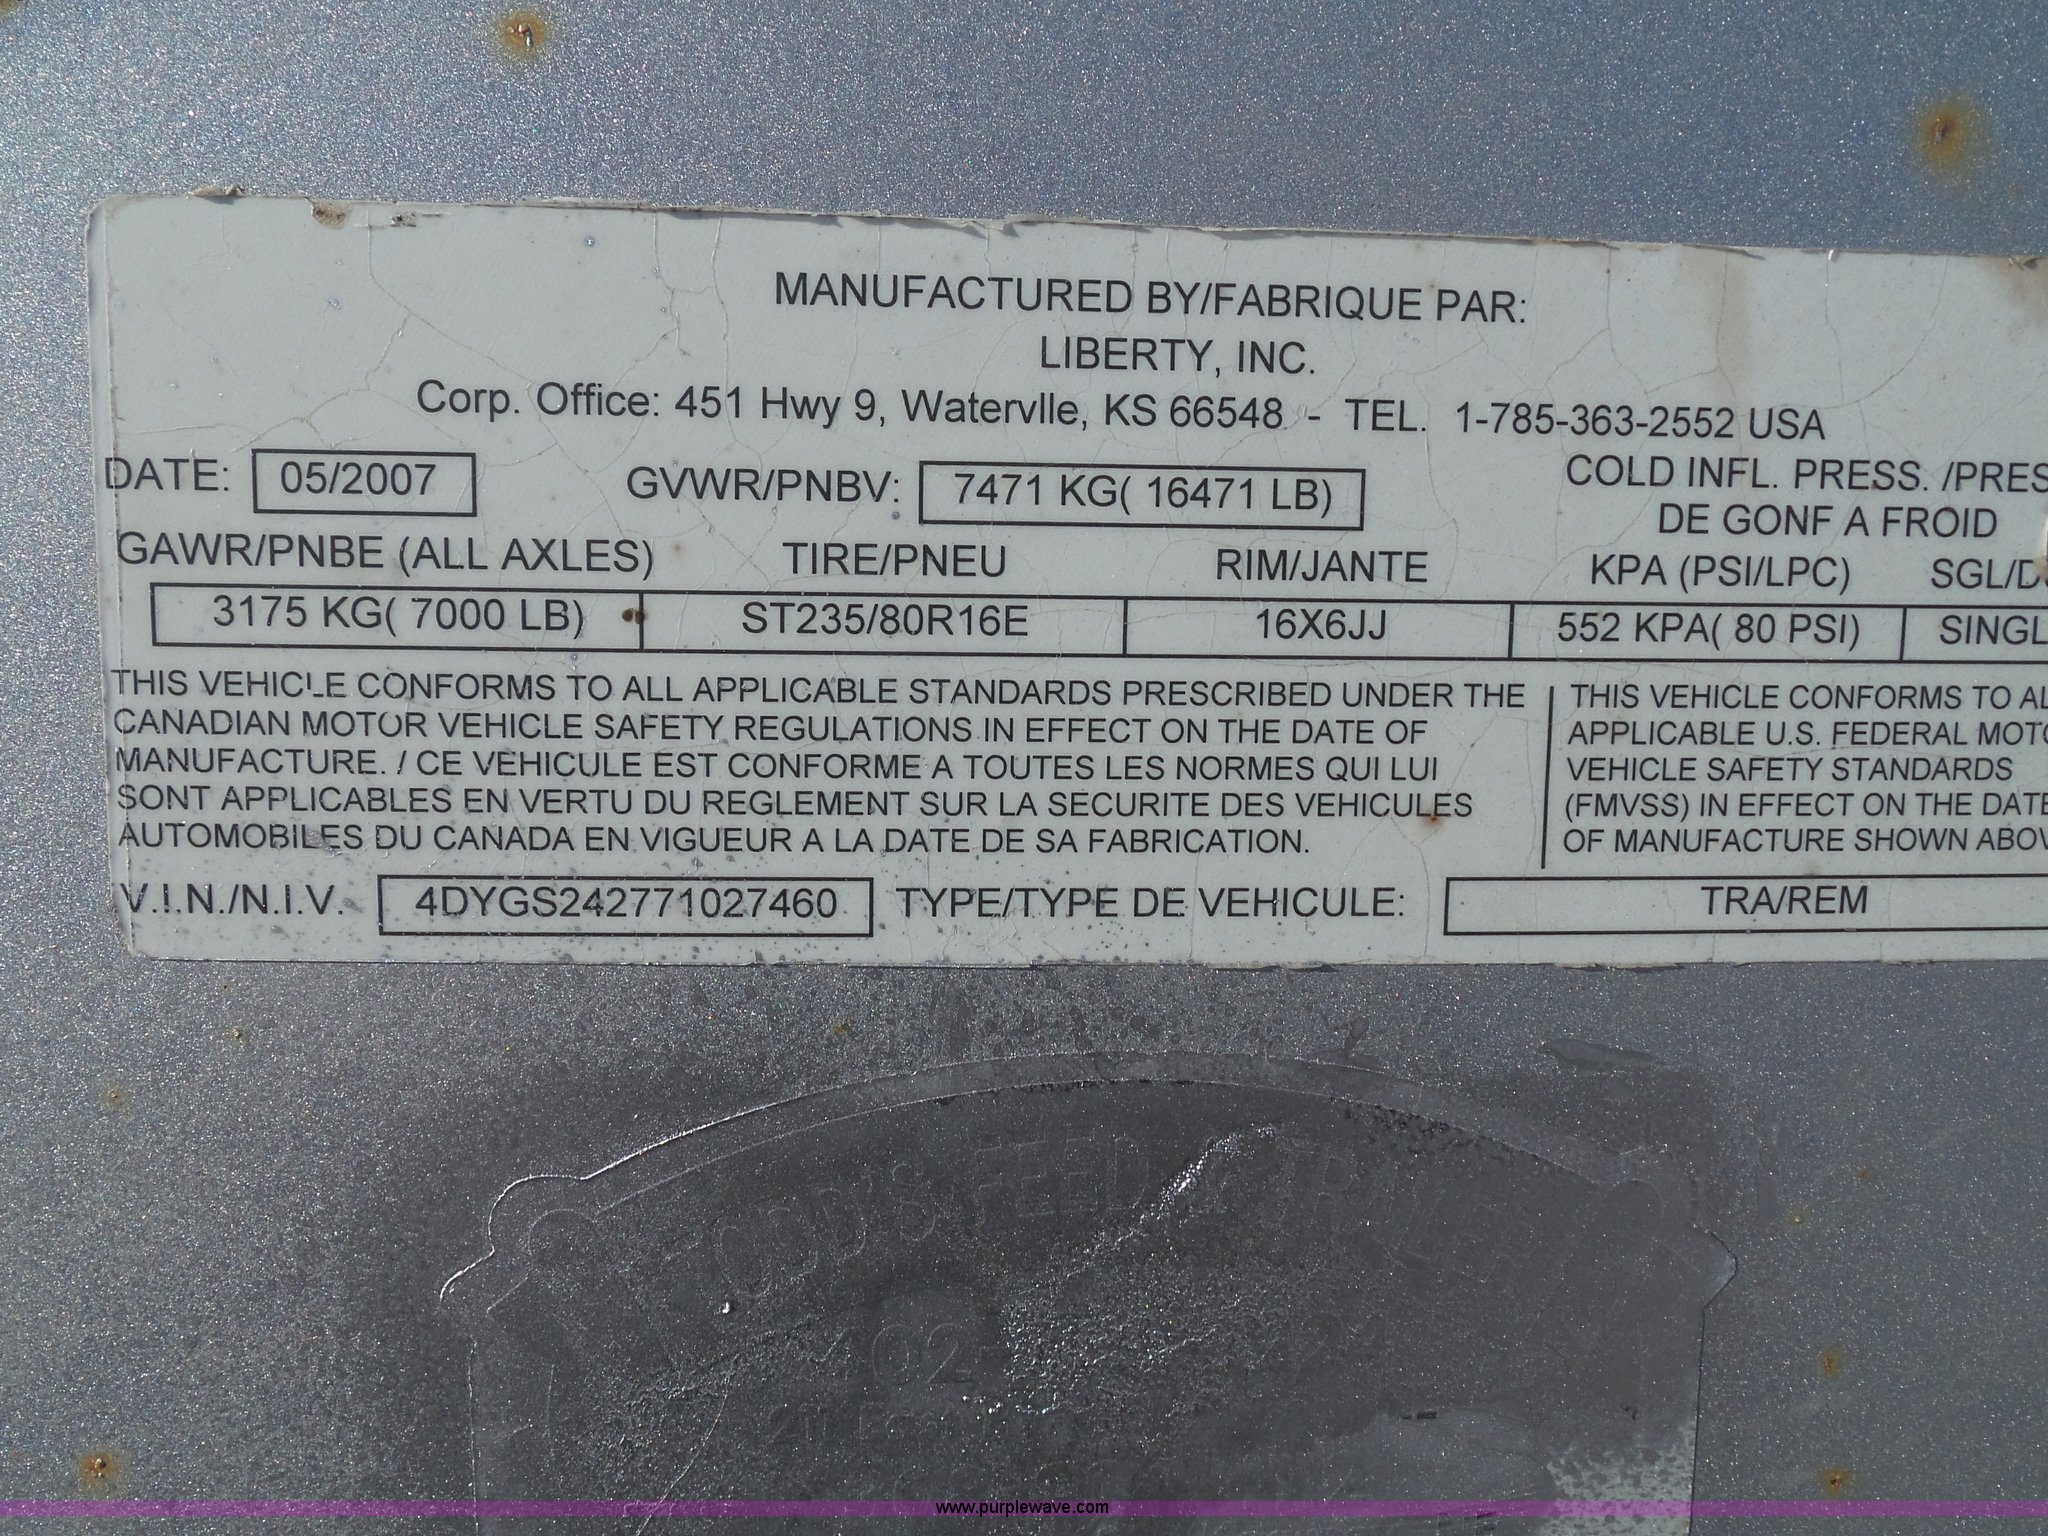 MANUFACTURED BY/FABRIQUE PAR:
LIBERTY, INC.
Corp. Office: 451 Hwy 9, Watervlle, KS 66548 - TEL. 1-785-363-2552 USA
DATE: 05/2007 GVWR/PNBV: 7471 KG( 16471 LB) COLD INFL. PRESS. /PRES
DE GONF A FROID
GAWR/PNBE (ALL AXLES) TIRE/PNEU RIM/JANTE KPA (PSI/LPC) SGL/D
3175 KG( 7000 LB) ST235/80R16E 16X6JJ 552 KPA( 80 PSI) SINGL
THIS VEHICLE CONFORMS TO ALL APPLICABLE STANDARDS PRESCRIBED UNDER THE
CANADIAN MOTOR VEHICLE SAFETY REGULATIONS IN EFFECT ON THE DATE OF
MANUFACTURE. / CE VEHICULE EST CONFORME A TOUTES LES NORMES QUI LUI
SONT APPLICABLES EN VERTU DU REGLEMENT SUR LA SECURITE DES VEHICULES
AUTOMOBILES DU CANADA EN VIGUEUR A LA DATE DE SA FABRICATION.
THIS VEHICLE CONFORMS TO AL
APPLICABLE U.S. FEDERAL MOTO
VEHICLE SAFETY STANDARDS
(FMVSS) IN EFFECT ON THE DATE
OF MANUFACTURE SHOWN ABOV
V.I.N./N.I.V. 4DYGS242771027460 TYPE/TYPE DE VEHICULE: TRA/REM
www.purplewave.com